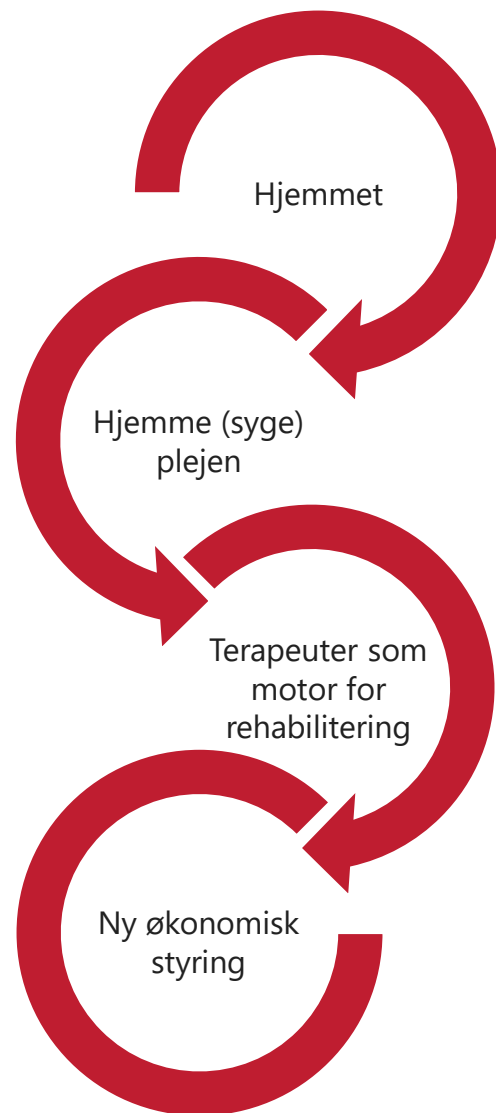 Hjemmet
Hjemme (syge)
plejen
Terapeuter som
motor for
rehabilitering
Ny økonomisk
styring